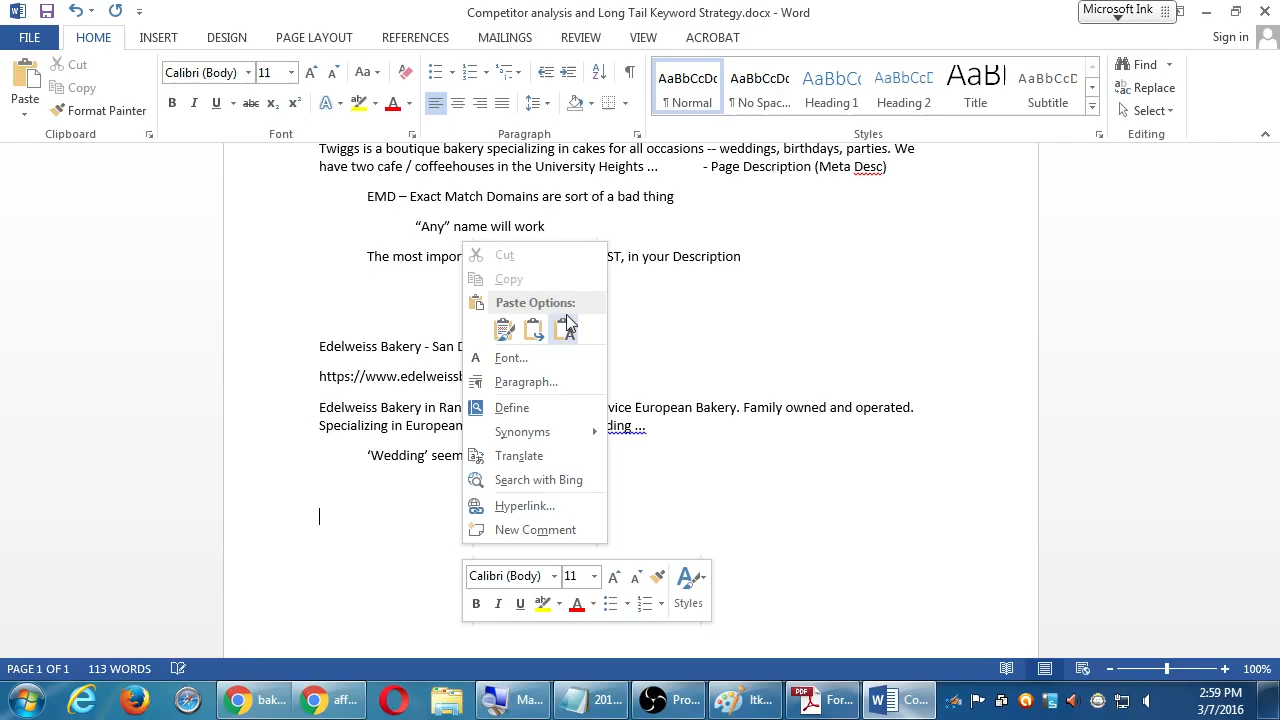 Competitor analysis and Long Tail Keyword Strategy.docx - Word
Microsoft Ink
FILE HOME INSERT DESIGN PAGE LAYOUT REFERENCES MAILINGS REVIEW VIEW ACROBAT Sign in
Paste
Cut
Copy
Format Painter
Calibri (Body) 11
AaBbCcDc AaBbCcDc AaBbCc AaBbCcD AaB AaBbCcD
¶ Normal ¶ No Spac... Heading 1 Heading 2 Title Subtitle
Find
Replace
Select
Clipboard Font Paragraph Styles Editing
Twiggs is a boutique bakery specializing in cakes for all occasions -- weddings, birthdays, parties. We
have two cafe / coffeehouses in the University Heights ... - Page Description (Meta Desc)
EMD – Exact Match Domains are sort of a bad thing
“Any” name will work
The most impor ST, in your Description
Edelweiss Bakery - San D
https://www.edelweissb
Edelweiss Bakery in Ran vice European Bakery. Family owned and operated.
Specializing in European ding ...
‘Wedding’ seem
Cut
Copy
Paste Options:
Font...
Paragraph...
Define
Synonyms
Translate
Search with Bing
Hyperlink...
New Comment
Calibri (Body) 11
B I U Styles
PAGE 1 OF 1 113 WORDS 100%
bak... aff... Ma... 201... Pro... ltk... For... Co...
2:59 PM
3/7/2016